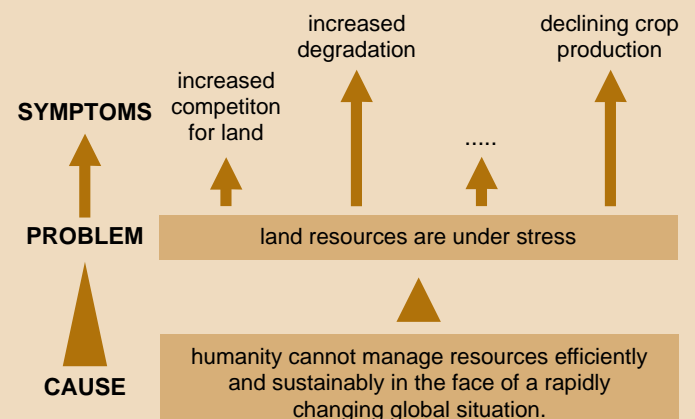 increased
degradation
declining crop
production
increased
competiton
for land
SYMPTOMS
.....
PROBLEM
land resources are under stress
CAUSE
humanity cannot manage resources efficiently
and sustainably in the face of a rapidly
changing global situation.